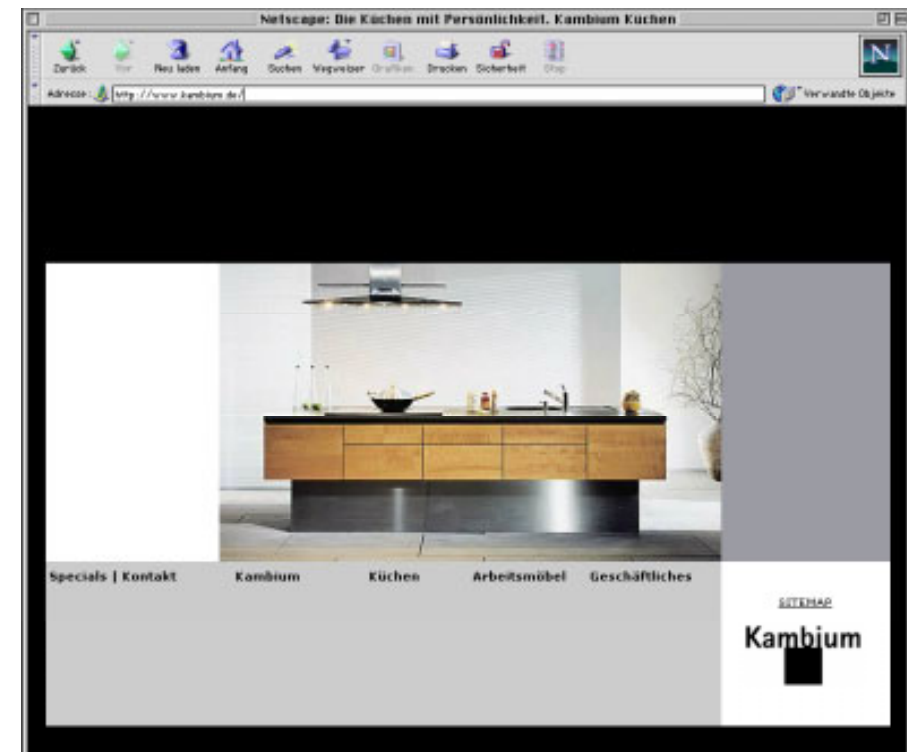 Netscape: Die Küchen mit Persönlichkeit. Kambium Küchen
Zurück Vor Neu laden Anfang Suchen Wegweiser Grafiken Drucken Sicherheit Stop
Adresse: http://www.kambium.de/ Verwandte Objekte
Specials | Kontakt Kambium Küchen Arbeitsmöbel Geschäftliches
SITEMAP
Kambium